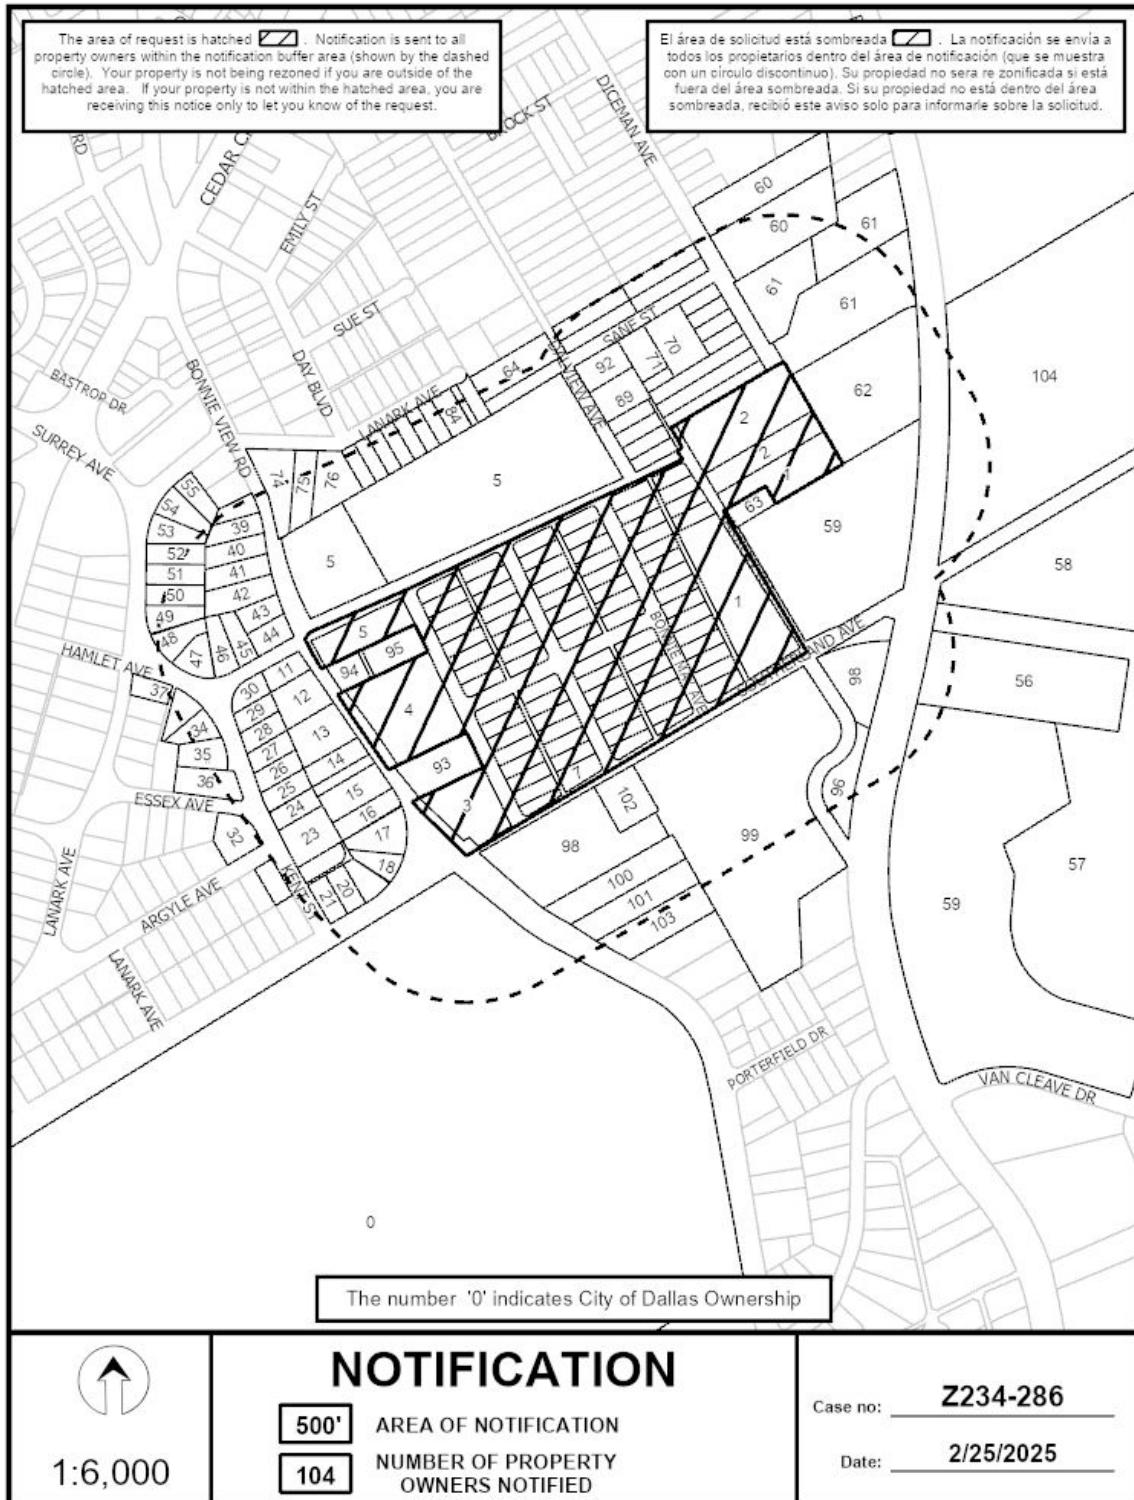 The area of request is hatched . Notification is sent to all
property owners within the notification buffer area (shown by the dashed
circle). Your property is not being rezoned if you are outside of the
hatched area. If your property is not within the hatched area, you are
receiving this notice only to let you know of the request.
El área de solicitud está sombreada . La notificación se envía a
todos los propietarios dentro del área de notificación (que se muestra
con un círculo discontinuo). Su propiedad no sera re zonificada si está
fuera del área sombreada. Si su propiedad no está dentro del área
sombreada, recibió este aviso solo para informarle sobre la solicitud.
RD
CEDAR
BROCK ST
DICEMAN AVE
EMILY ST
60
60
61
61
61
SUE ST
SANE ST
DAY BLVD
BONNIE VIEW RD
BASTROP DR
SURREY AVE
LANARK AVE
64
84
92
71
70
89
62
104
2
2
1
63
59
58
74
75
76
5
5
55
54
53
52
51
50
49
48
47
46
45
44
43
42
41
40
39
HAMLET AVE
37
34
35
36
ESSEX AVE
32
30
29
28
27
26
25
24
23
11
12
13
14
15
16
17
18
20
21
KENT ST
5
94
95
4
93
3
7
1
BONNIE MAE AVE
SOUTHERLAND AVE
98
96
56
57
59
102
98
99
100
101
103
LANARK AVE
ARGYLE AVE
LANARK AVE
PORTERFIELD DR
VAN CLEAVE DR
0
The number '0' indicates City of Dallas Ownership
1:6,000
NOTIFICATION
500' AREA OF NOTIFICATION
104 NUMBER OF PROPERTY
OWNERS NOTIFIED
Case no: Z234-286
Date: 2/25/2025